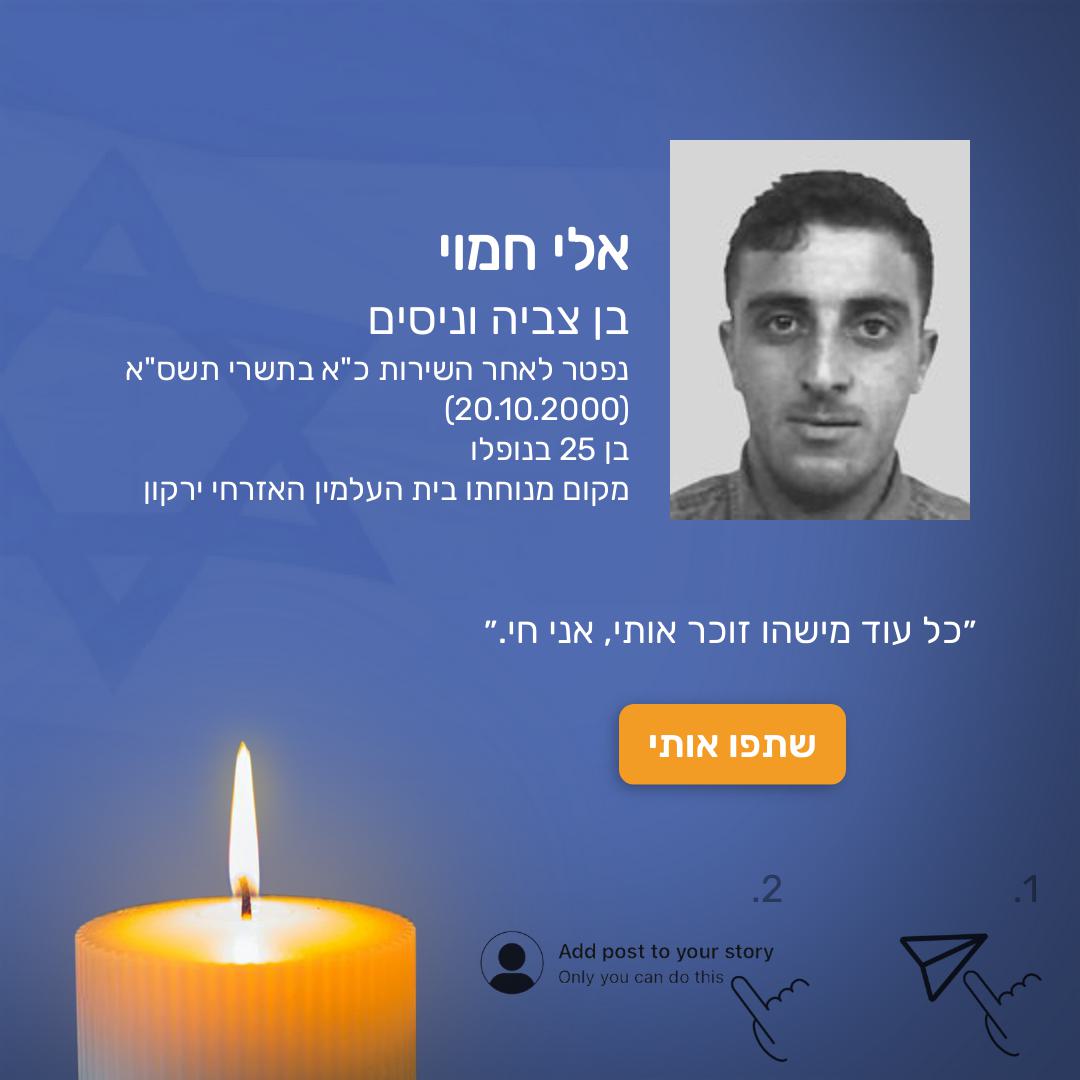 אלי חמוי
בן צביה וניסים
נפטר לאחר השירות כ"א בתשרי תשס"א
(20.10.2000)
בן 25 בנופלו
מקום מנוחתו בית העלמין האזרחי ירקון
״כל עוד מישהו זוכר אותי, אני חי.״
שתפו אותי
1.
2.
Add post to your story
Only you can do this